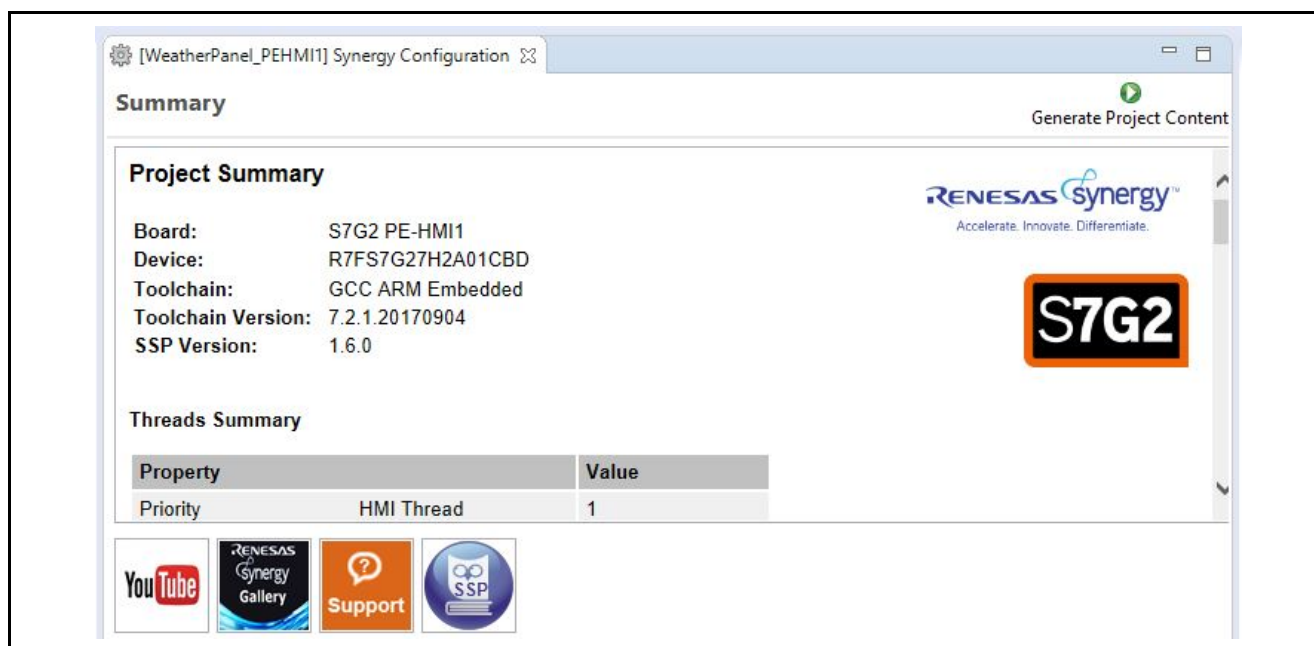 [WeatherPanel_PEHMI1] Synergy Configuration
Summary
Generate Project Content
Project Summary
RENESAS Synergy™
Accelerate. Innovate. Differentiate.
Board: S7G2 PE-HMI1
Device: R7FS7G27H2A01CBD
Toolchain: GCC ARM Embedded
Toolchain Version: 7.2.1.20170904
SSP Version: 1.6.0
S7G2
Threads Summary
Property Value
Priority HMI Thread 1
YouTube
RENESAS
Synergy
Gallery
?
Support
SSP